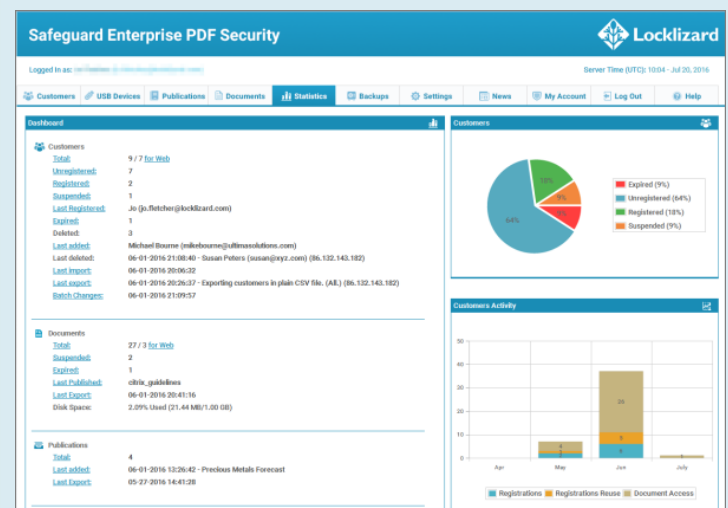 Safeguard Enterprise PDF Security
Locklizard
Logged in as:
Server Time (UTC): 10:04 - Jul 20, 2016
Customers USB Devices Publications Documents Statistics Backups Settings News My Account Log Out Help
Dashboard
Customers
Total: 9 / 7 for Web
Unregistered: 7
Registered: 2
Suspended: 1
Last Registered: Jo (jo.fletcher@locklizard.com)
Expired: 1
Deleted: 3
Last added: Michael Bourne (mikebourne@ultimasolutions.com)
Last deleted: 06-01-2016 21:08:40 - Susan Peters (susan@xyz.com) (86.132.143.182)
Last import: 06-01-2016 20:06:32
Last export: 06-01-2016 20:26:37 - Exporting customers in plain CSV file. (All.) (86.132.143.182)
Batch Changes: 06-01-2016 21:09:57
Documents
Total: 27 / 3 for Web
Suspended: 2
Expired: 1
Last Published: citrix_guidelines
Last Export: 06-01-2016 20:41:16
Disk Space: 2.09% Used (21.44 MB/1.00 GB)
Publications
Total: 4
Last added: 06-01-2016 13:26:42 - Precious Metals Forecast
Last Export: 05-27-2016 14:41:28
Customers
18%
9%
9%
64%
Expired (9%)
Unregistered (64%)
Registered (18%)
Suspended (9%)
Customers Activity
50
40
30
20
10
0
26
5
6
Apr May Jun July
Registrations Registrations Reuse Document Access